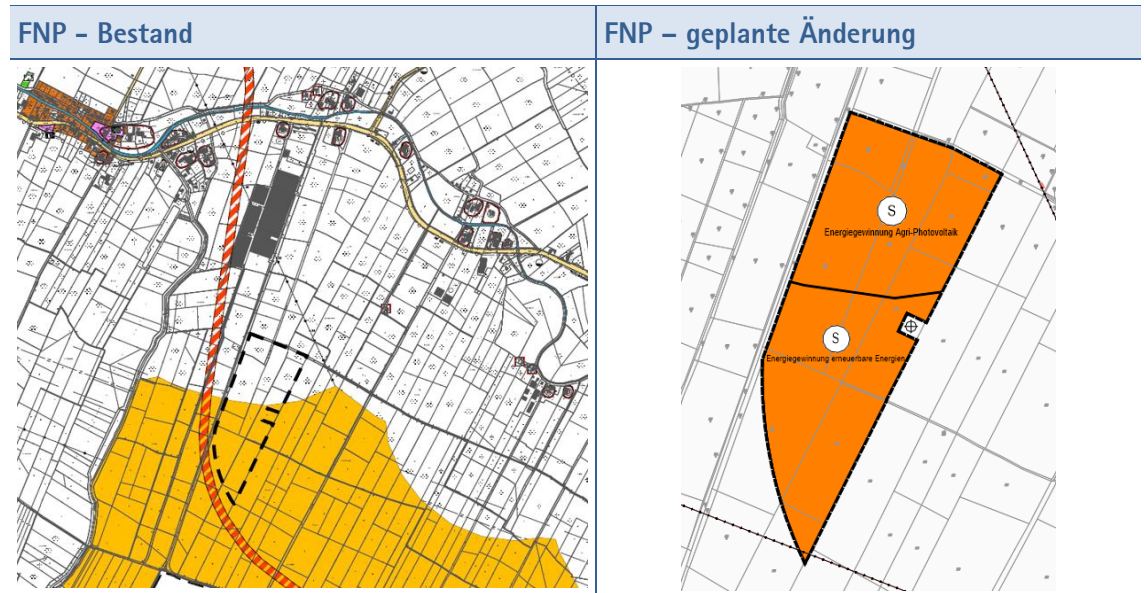 FNP - Bestand
FNP – geplante Änderung
S
Energiegewinnung Agri-Photovoltaik
S
Energiegewinnung erneuerbare Energien